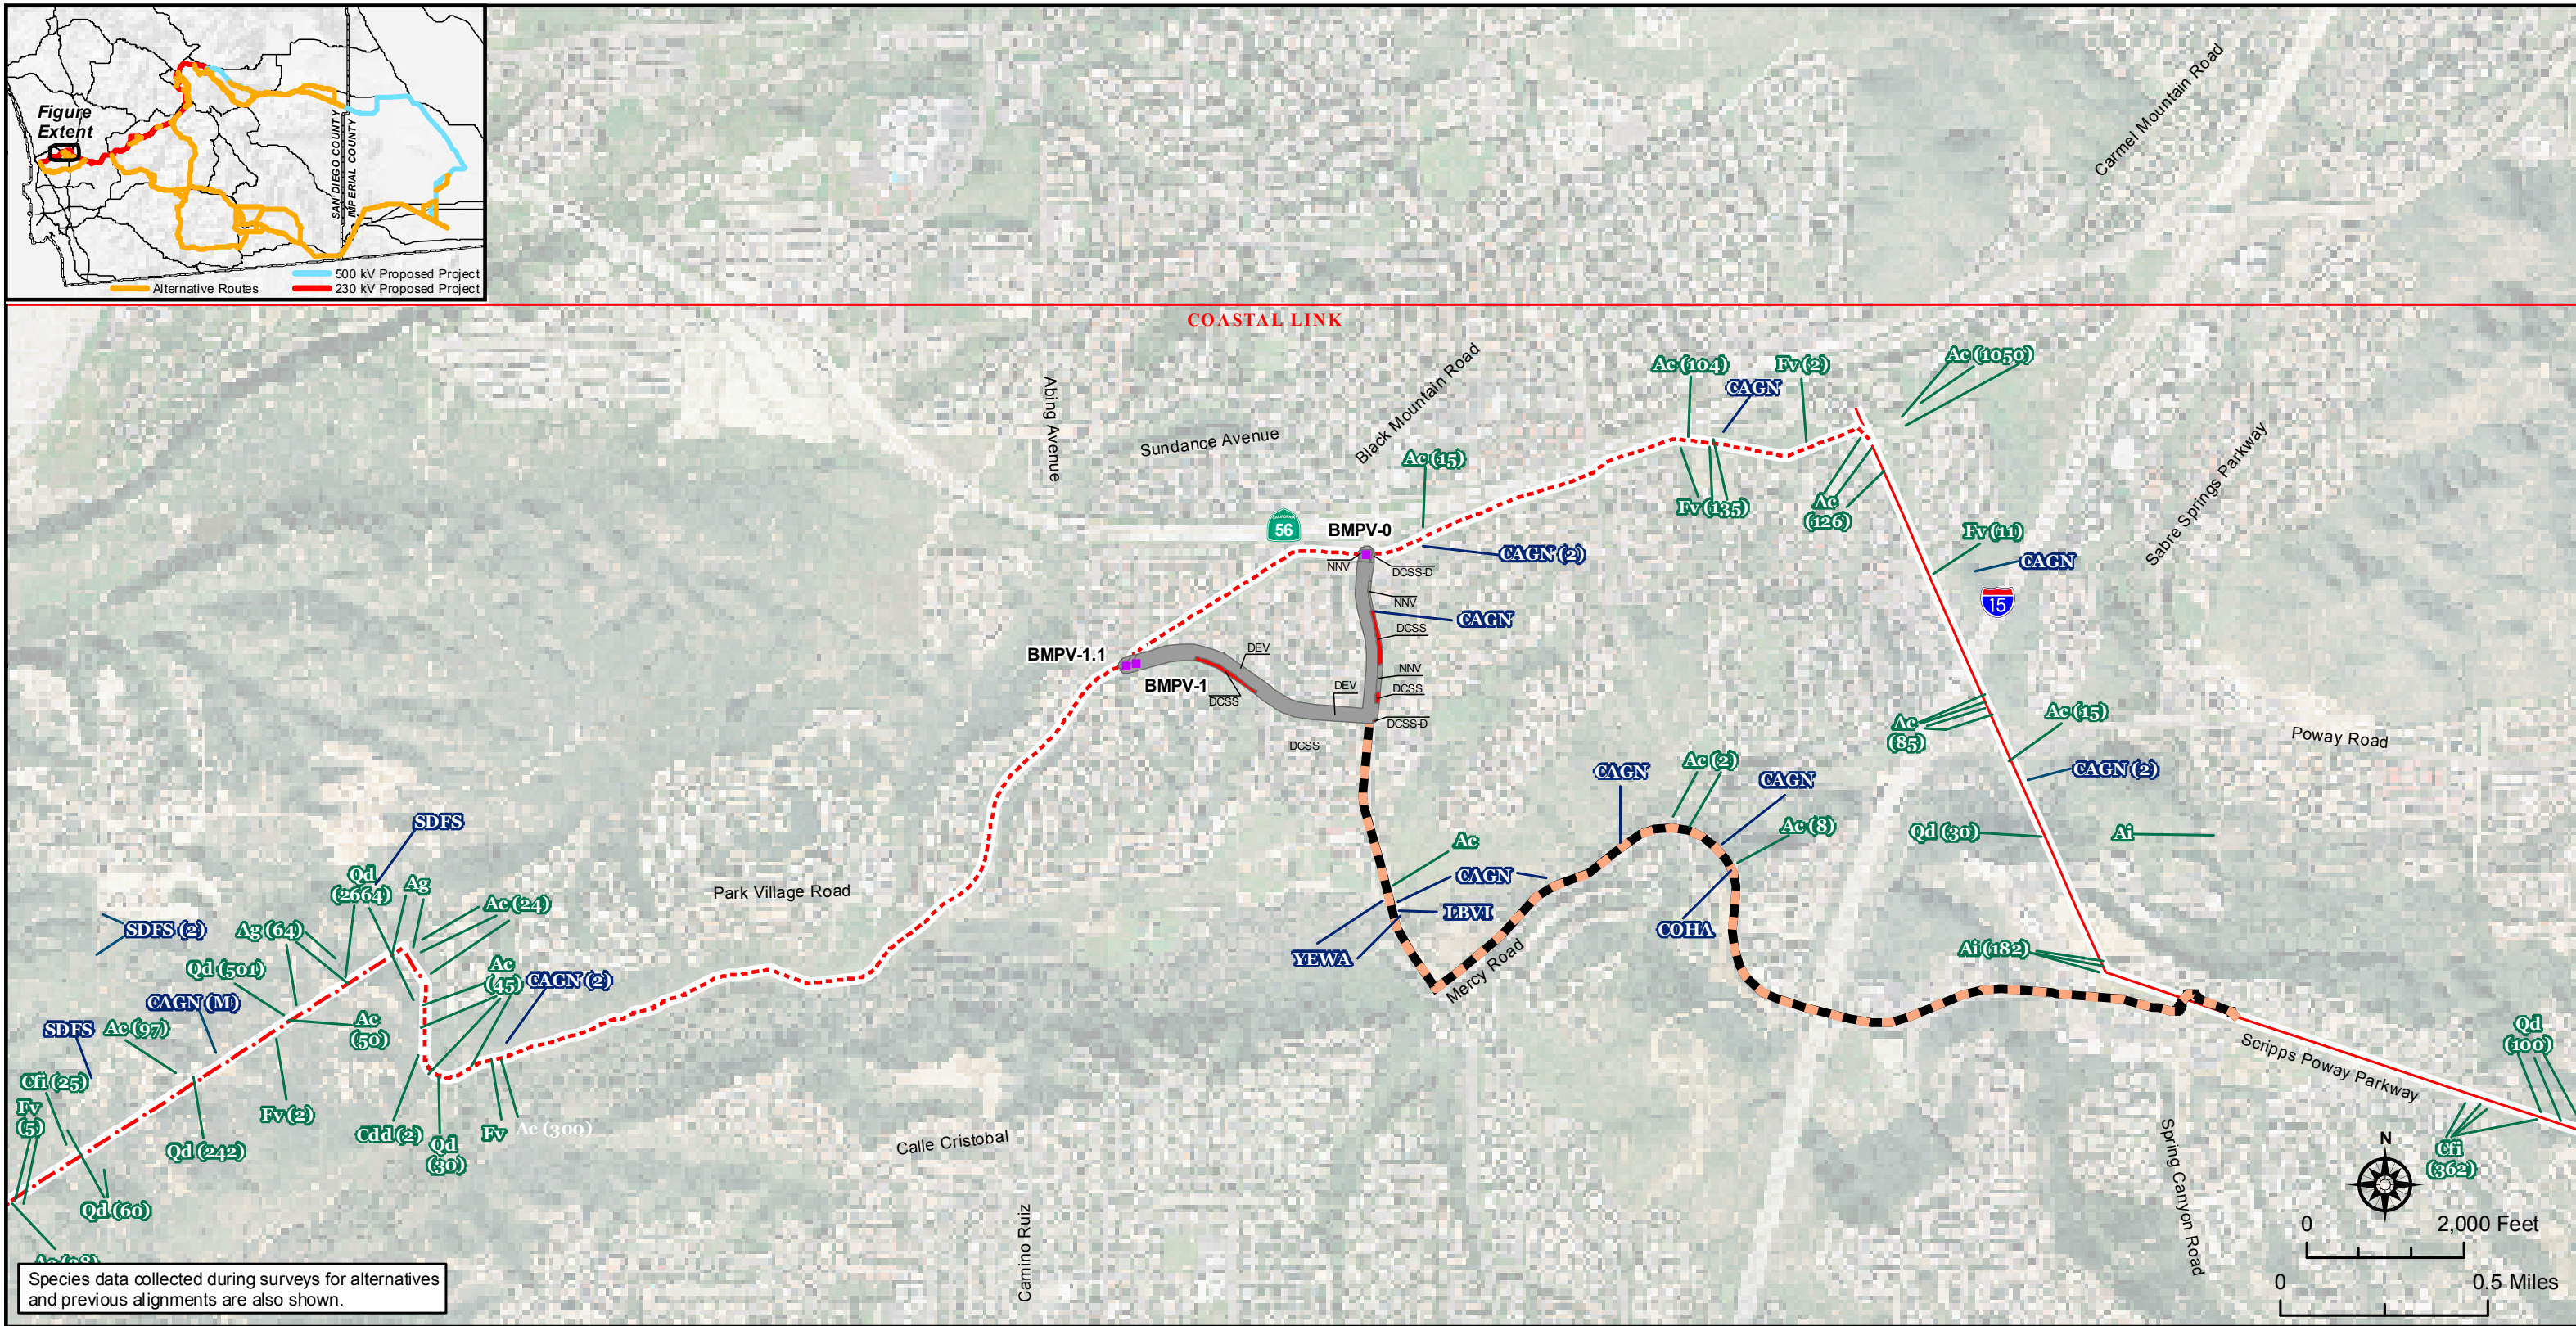 Figure
Extent
SAN DIEGO COUNTY
IMPERIAL COUNTY
500 kV Proposed Project
Alternative Routes
230 kV Proposed Project
COASTAL LINK
Carmel Mountain Road
Abing Avenue
Sundance Avenue
Black Mountain Road
Ac (104)
Fv (2)
CAGN
Ac (1050)
Ac (15)
Fv (135)
Ac
(126)
Sabre Springs Parkway
CALIFORNIA
56
BMPV-0
NNV
DCSS-D
CAGN (2)
Fv (11)
CAGN
15
NNV
CAGN
DCSS
BMPV-1.1
BMPV-1
DEV
DCSS
NNV
DEV
DCSS
DCSS-D
DCSS
Ac
(85)
Ac (15)
Poway Road
CAGN (2)
CAGN
Ac (2)
CAGN
Ac (8)
Qd (30)
Ai
SDFS
Ac
Qd
(2664)
Ag
Park Village Road
CAGN
Ac (24)
LBVI
SDFS (2)
Ag (64)
COHA
YEWA
Ai (182)
Qd (501)
Ac
(45)
CAGN (2)
Mercy Road
CAGN (M)
SDFS
Ac (97)
Ac
(50)
Qd
(100)
Scripps Poway Parkway
Cfi (25)
Fv
(5)
Fv (2)
Cdd (2)
Qd
(30)
Fv
Ac (300)
Qd (242)
Calle Cristobal
Spring Canyon Road
N
Cfi
(362)
Qd (60)
Camino Ruiz
0
2,000 Feet
0
0.5 Miles
Species data collected during surveys for alternatives
and previous alignments are also shown.